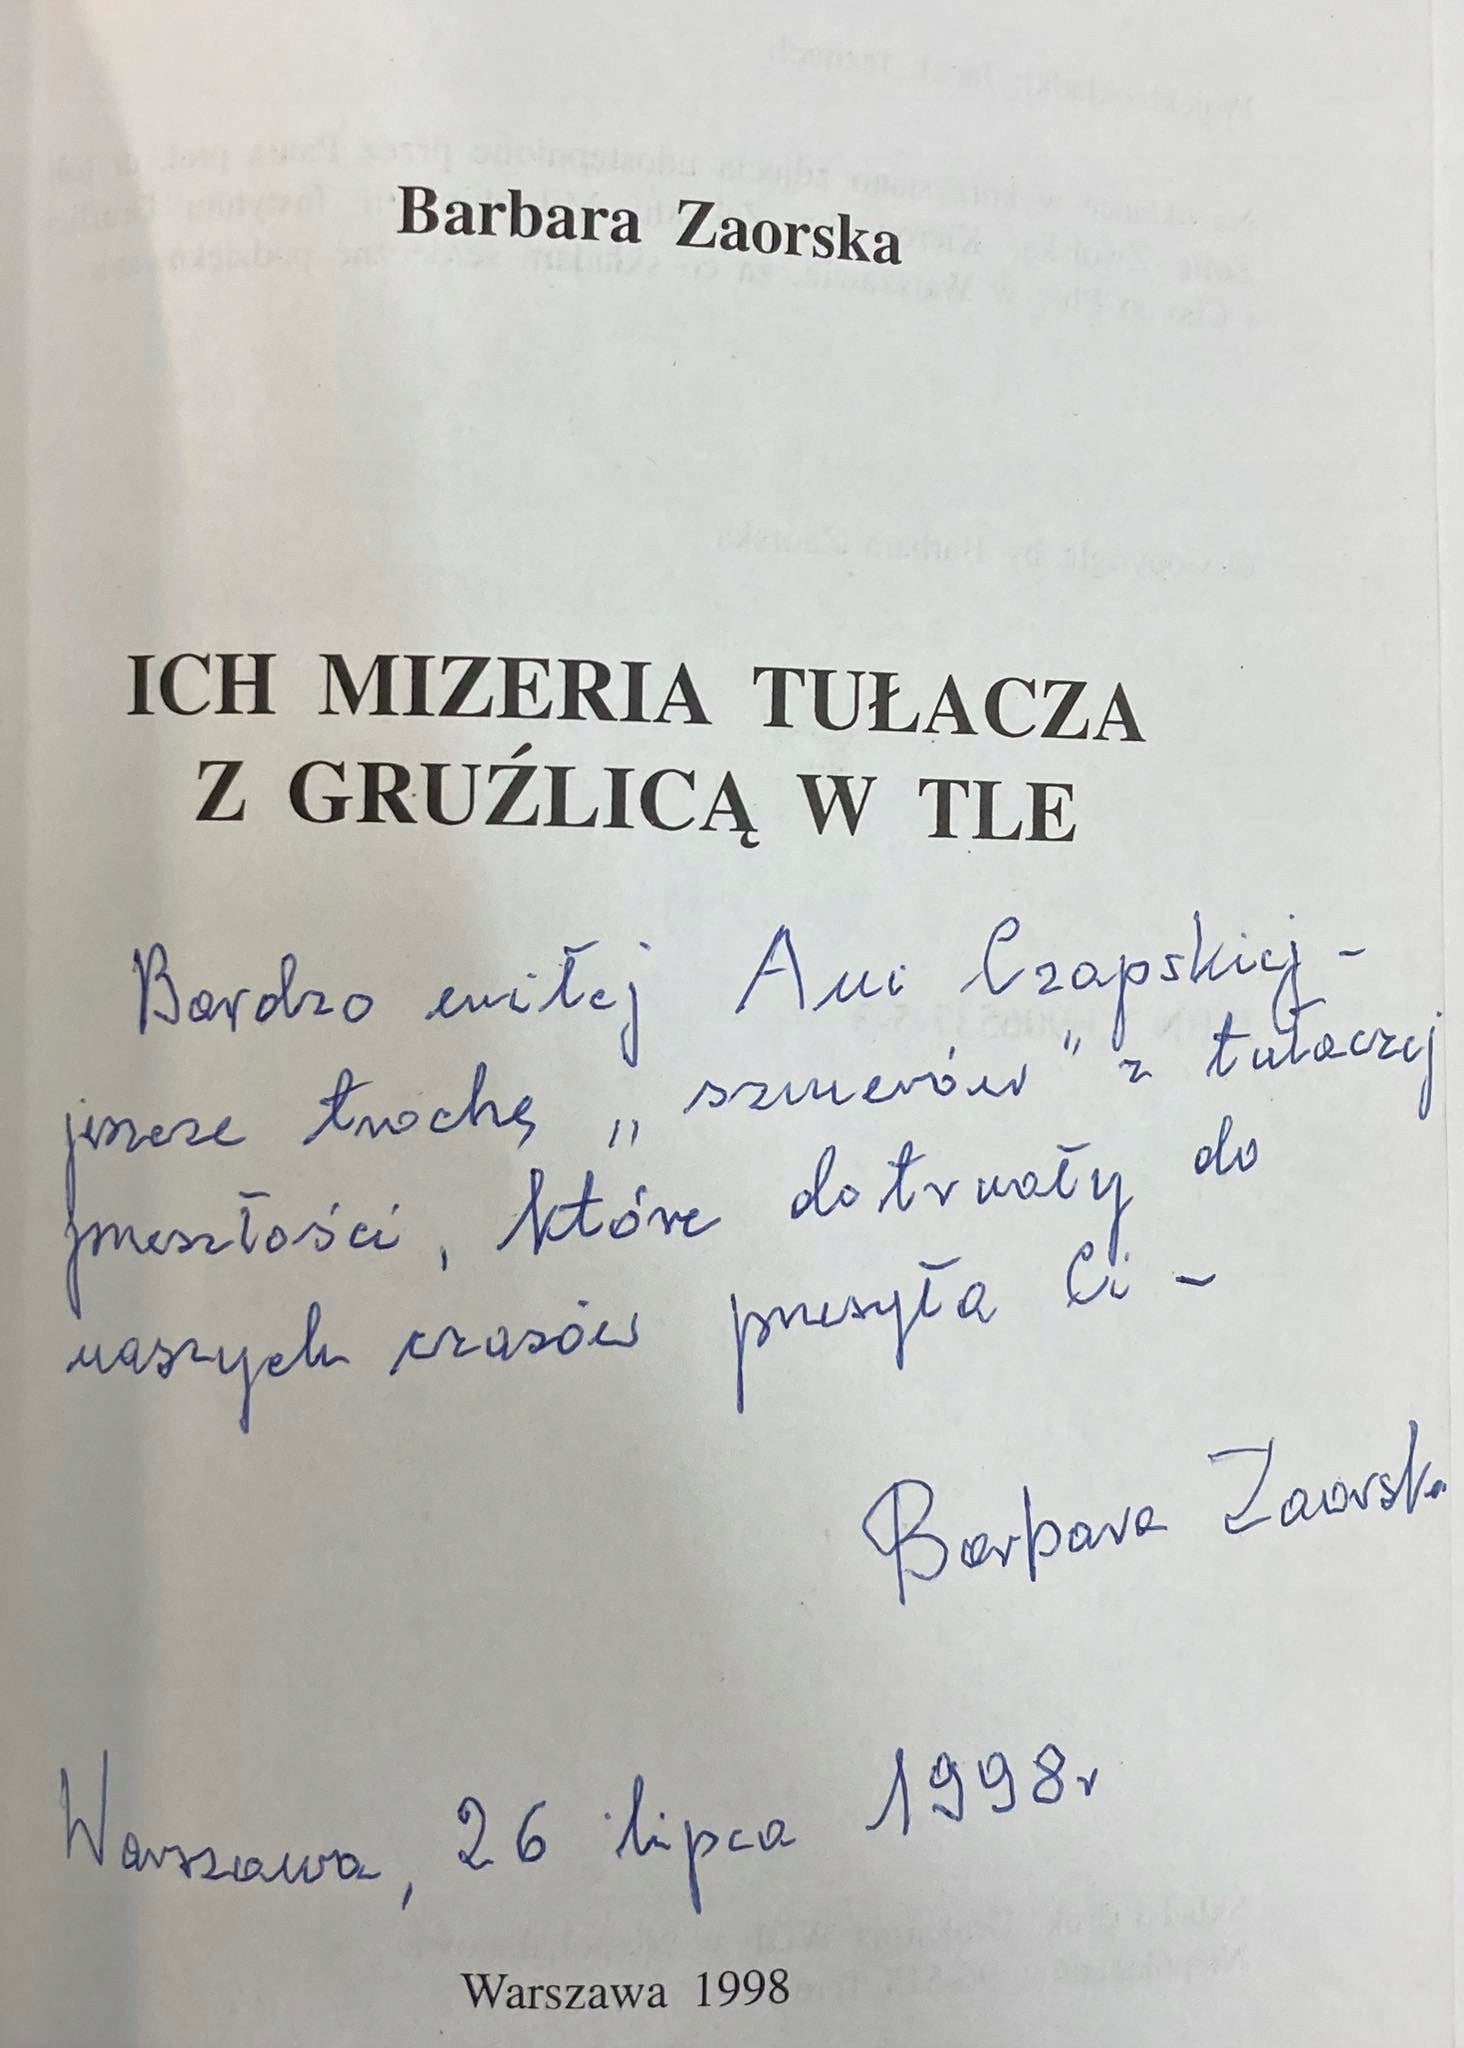 Barbara Zaorska
ICH MIZERIA TUŁACZA
Z GRUŹLICĄ W TLE
Bardzo miłej Ani Czapskiej –
jeszcze trochę „szmerów" z tułaczej
przeszłości, które dotrwały do
naszych czasów przesyła Ci –
Barbara Zaorska
Warszawa, 26 lipca 1998r
Warszawa 1998